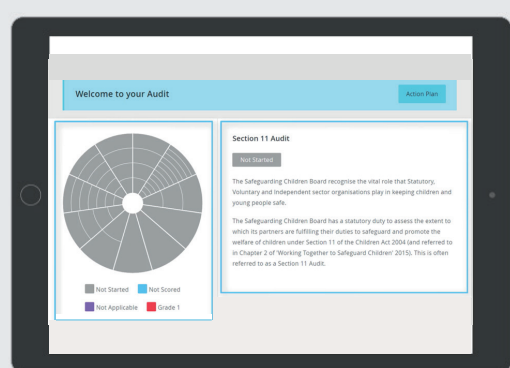 Welcome to your Audit
Action Plan
Section 11 Audit
Not Started
The Safeguarding Children Board recognise the vital role that Statutory,
Voluntary and Independent sector organisations play in keeping children and
young people safe.
The Safeguarding Children Board has a statutory duty to assess the extent to
which its partners are fulfilling their duties to safeguard and promote the
welfare of children under Section 11 of the Children Act 2004 (and referred to
in Chapter 2 of 'Working Together to Safeguard Children' 2015). This is often
referred to as a Section 11 Audit.
Not Started
Not Scored
Not Applicable
Grade 1